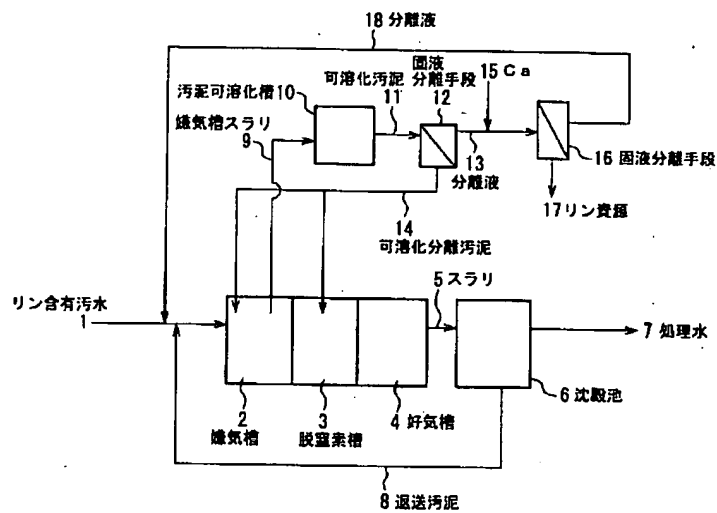 18 分離液
固液
可溶化汚泥 分離手段
15 Ca
汚泥可溶化槽10
11
12
嫌気槽スラリ
9
13
分離液
16 固液分離手段
17リン資源
14
可溶化分離汚泥
リン含有汚水
1
5スラリ
7 処理水
2
嫌気槽
3
脱窒素槽
4 好気槽
6 沈殿池
8 返送汚泥